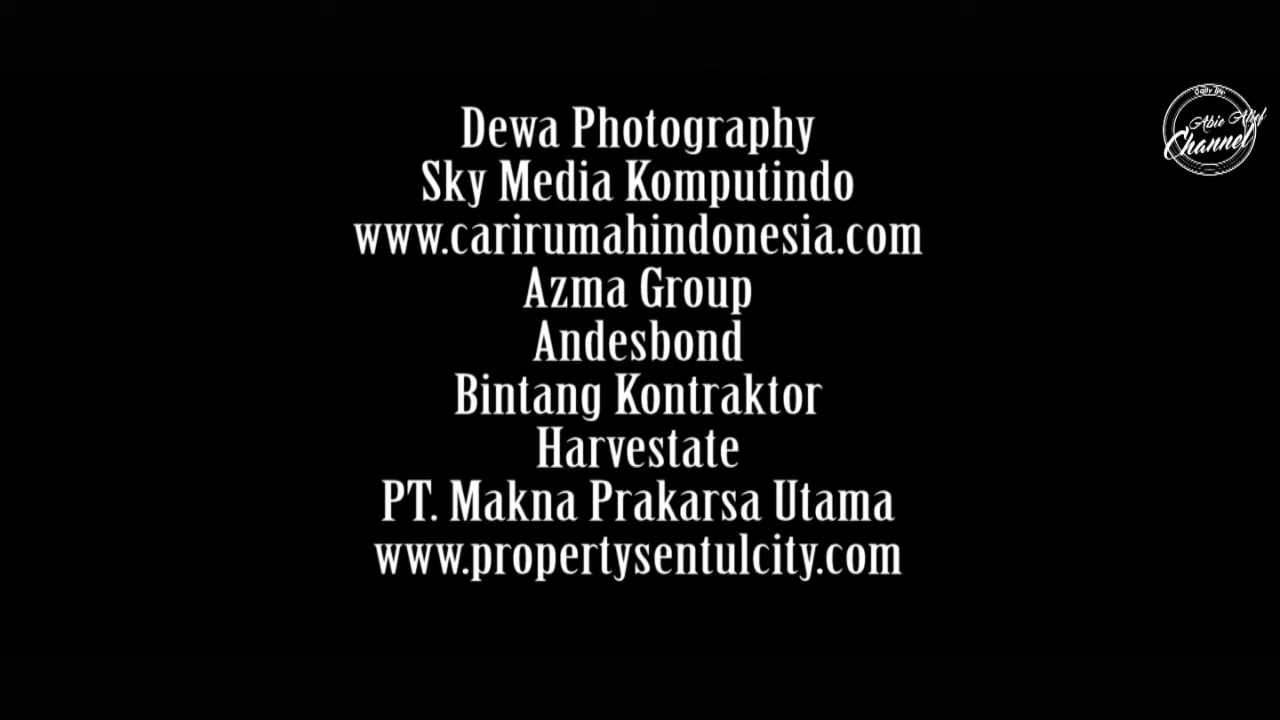 Dewa Photography
Sky Media Komputindo
www.carirumahindonesia.com
Azma Group
Andesbond
Bintang Kontraktor
Harvestate
PT. Makna Prakarsa Utama
www.propertysentulcity.com
Channel